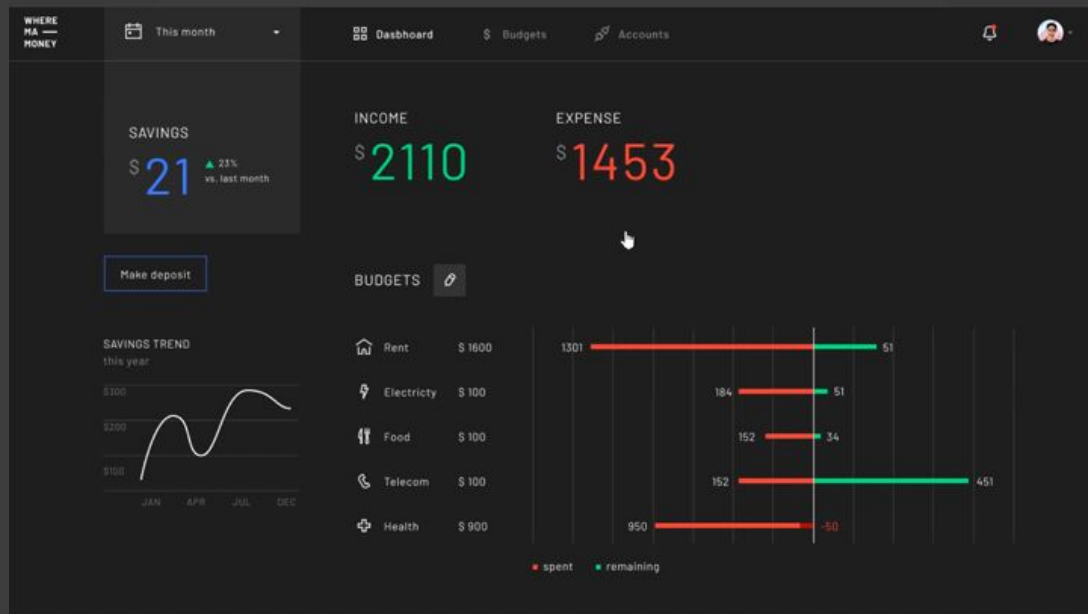 WHERE
MA —
MONEY
This month
Dasbhoard
$ Budgets
Accounts
SAVINGS
$ 21
23%
vs. last month
INCOME
$ 2110
EXPENSE
$ 1453
Make deposit
BUDGETS
SAVINGS TREND
this year
$300
$200
$100
JAN APR JUL DEC
Rent $ 1600 1301 51
Electricty $ 100 184 51
Food $ 100 152 34
Telecom $ 100 152 451
Health $ 900 950 -50
spent remaining